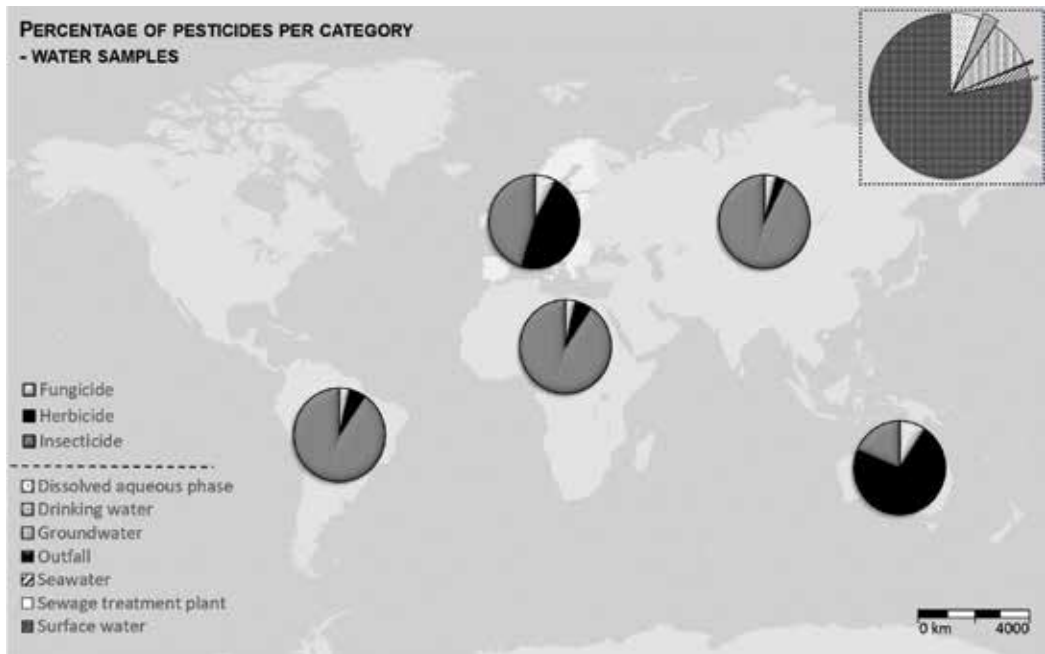 PERCENTAGE OF PESTICIDES PER CATEGORY
- WATER SAMPLES
Fungicide
Herbicide
Insecticide
Dissolved aqueous phase
Drinking water
Groundwater
Outfall
Seawater
Sewage treatment plant
Surface water
0 km 4000